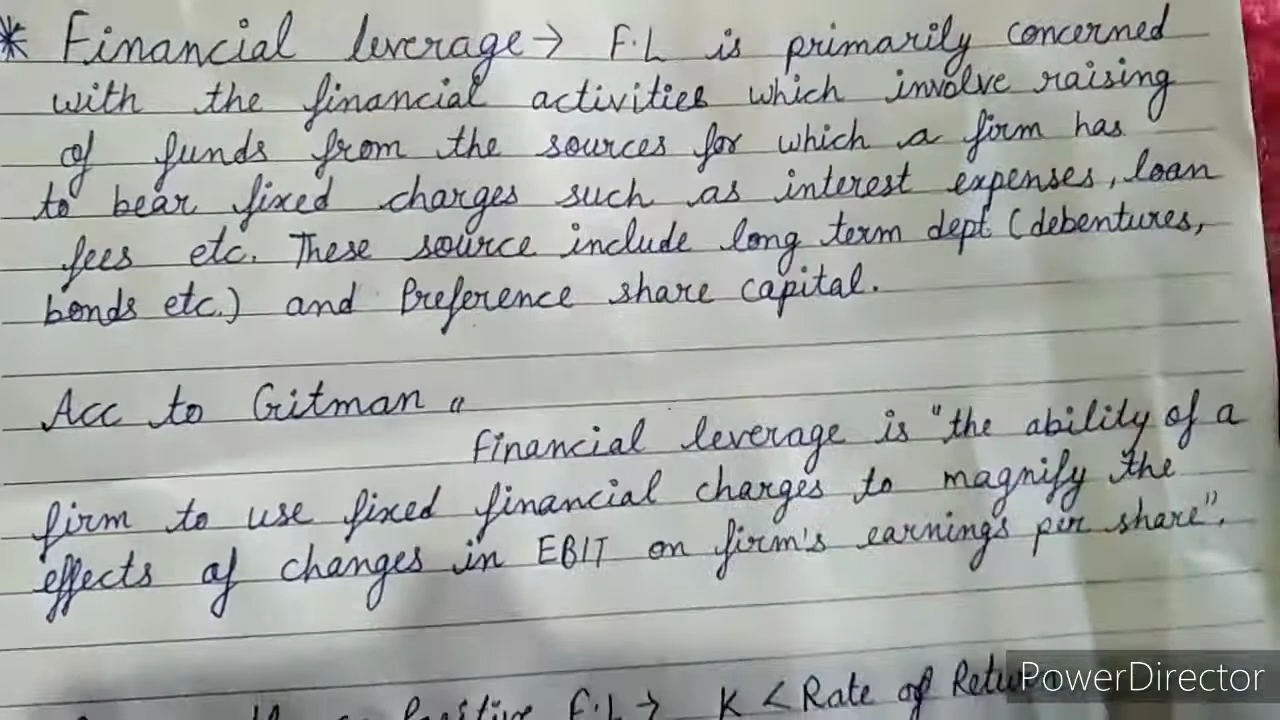 * Financial leverage → F.L is primarily concerned
with the financial activities which involve raising
of funds from the sources for which a firm has
to bear fixed charges such as interest expenses, loan
fees etc. These source include long term dept (debentures,
bonds etc.) and Preference share capital.
Acc to Gitman "
Financial leverage is "the ability of a
firm to use fixed financial charges to magnify the
effects of changes in EBIT on firm's earnings per share".
Positive F.L → K < Rate of Return
PowerDirector